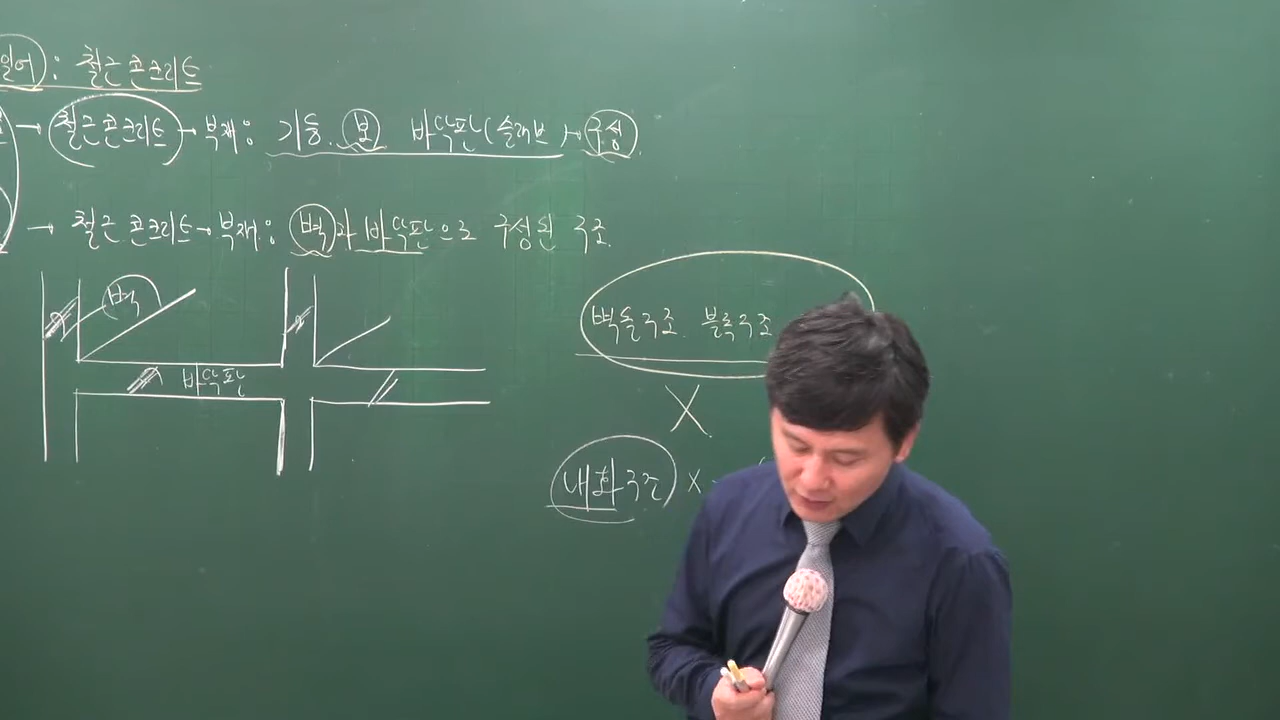 : 철근콘크리트
→ 철근콘크리트 → 부재: 기둥. 보 바닥판(슬래브)→구성.
→ 철근콘크리트 → 부재: 벽과 바닥판으로 구성된 구조.
벽
바닥판
벽돌구조. 블록구조
X
내화구조 X